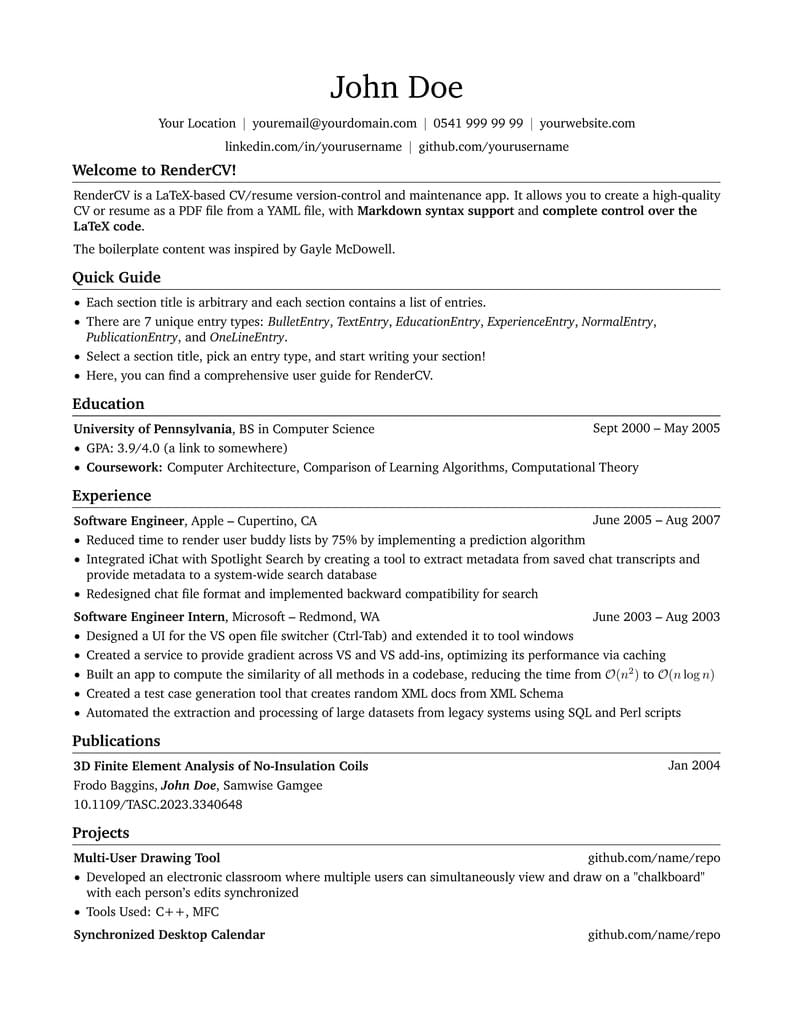 John Doe
Your Location | youremail@yourdomain.com | 0541 999 99 99 | yourwebsite.com
linkedin.com/in/yourusername | github.com/yourusername
Welcome to RenderCV!
RenderCV is a LaTeX-based CV/resume version-control and maintenance app. It allows you to create a high-quality
CV or resume as a PDF file from a YAML file, with Markdown syntax support and complete control over the
LaTeX code.
The boilerplate content was inspired by Gayle McDowell.
Quick Guide
• Each section title is arbitrary and each section contains a list of entries.
• There are 7 unique entry types: BulletEntry, TextEntry, EducationEntry, ExperienceEntry, NormalEntry,
PublicationEntry, and OneLineEntry.
• Select a section title, pick an entry type, and start writing your section!
• Here, you can find a comprehensive user guide for RenderCV.
Education
University of Pennsylvania, BS in Computer Science Sept 2000 – May 2005
• GPA: 3.9/4.0 (a link to somewhere)
• Coursework: Computer Architecture, Comparison of Learning Algorithms, Computational Theory
Experience
Software Engineer, Apple – Cupertino, CA June 2005 – Aug 2007
• Reduced time to render user buddy lists by 75% by implementing a prediction algorithm
• Integrated iChat with Spotlight Search by creating a tool to extract metadata from saved chat transcripts and
provide metadata to a system-wide search database
• Redesigned chat file format and implemented backward compatibility for search
Software Engineer Intern, Microsoft – Redmond, WA June 2003 – Aug 2003
• Designed a UI for the VS open file switcher (Ctrl-Tab) and extended it to tool windows
• Created a service to provide gradient across VS and VS add-ins, optimizing its performance via caching
• Built an app to compute the similarity of all methods in a codebase, reducing the time from 𝒪(n²) to 𝒪(n log n)
• Created a test case generation tool that creates random XML docs from XML Schema
• Automated the extraction and processing of large datasets from legacy systems using SQL and Perl scripts
Publications
3D Finite Element Analysis of No-Insulation Coils Jan 2004
Frodo Baggins, John Doe, Samwise Gamgee
10.1109/TASC.2023.3340648
Projects
Multi-User Drawing Tool github.com/name/repo
• Developed an electronic classroom where multiple users can simultaneously view and draw on a "chalkboard"
with each person's edits synchronized
• Tools Used: C++, MFC
Synchronized Desktop Calendar github.com/name/repo